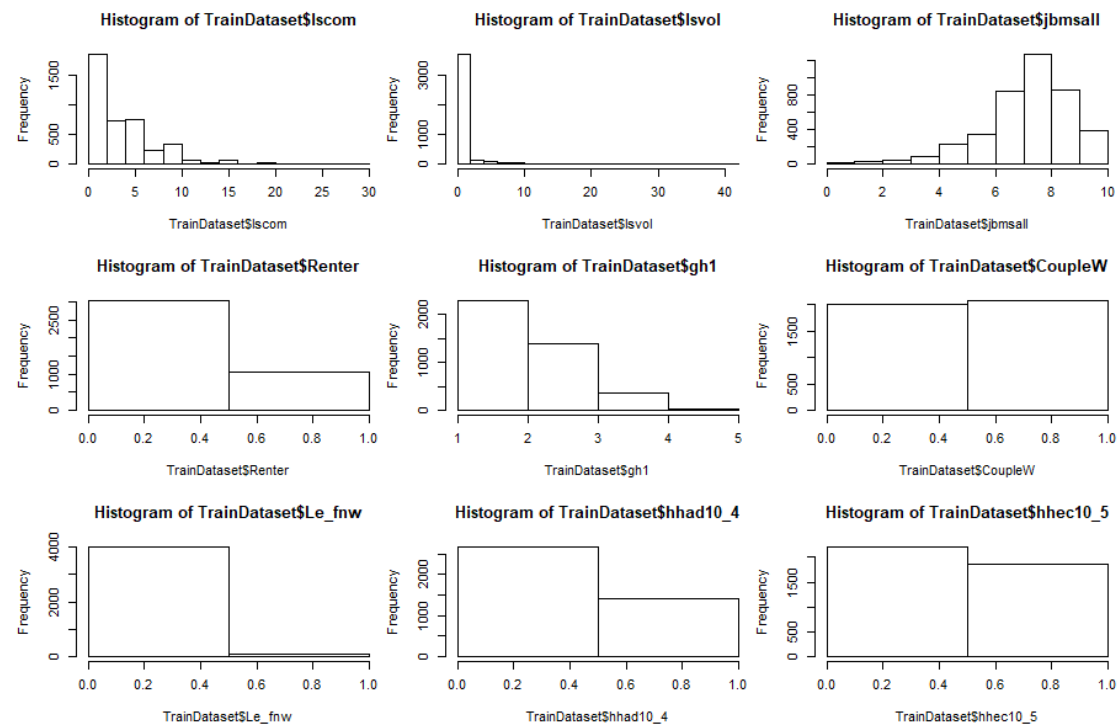 Histogram of TrainDataset$lscom
Frequency
0 500 1500
0 5 10 15 20 25 30
TrainDataset$lscom
Histogram of TrainDataset$lsvol
Frequency
0 1000 3000
0 10 20 30 40
TrainDataset$lsvol
Histogram of TrainDataset$jbmsall
Frequency
0 400 800
0 2 4 6 8 10
TrainDataset$jbmsall
Histogram of TrainDataset$Renter
Frequency
0 1000 2500
0.0 0.2 0.4 0.6 0.8 1.0
TrainDataset$Renter
Histogram of TrainDataset$gh1
Frequency
0 1000 2000
1 2 3 4 5
TrainDataset$gh1
Histogram of TrainDataset$CoupleW
Frequency
0 500 1500
0.0 0.2 0.4 0.6 0.8 1.0
TrainDataset$CoupleW
Histogram of TrainDataset$Le_fnw
Frequency
0 2000 4000
0.0 0.2 0.4 0.6 0.8 1.0
TrainDataset$Le_fnw
Histogram of TrainDataset$hhad10_4
Frequency
0 1000 2000
0.0 0.2 0.4 0.6 0.8 1.0
TrainDataset$hhad10_4
Histogram of TrainDataset$hhec10_5
Frequency
0 500 1500
0.0 0.2 0.4 0.6 0.8 1.0
TrainDataset$hhec10_5